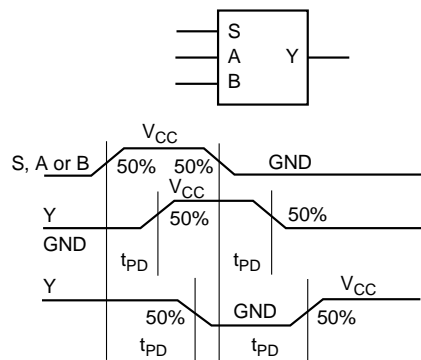 S
A Y
B
V_CC
S, A or B 50% 50% GND
V_CC
Y 50% 50%
GND
t_PD t_PD
Y V_CC
50% GND 50%
t_PD t_PD